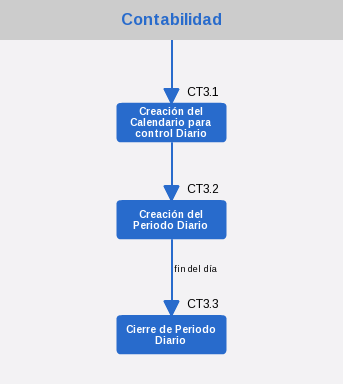 Contabilidad
CT3.1
Creación del
Calendario para
control Diario
CT3.2
Creación del
Periodo Diario
fin del día
CT3.3
Cierre de Periodo
Diario